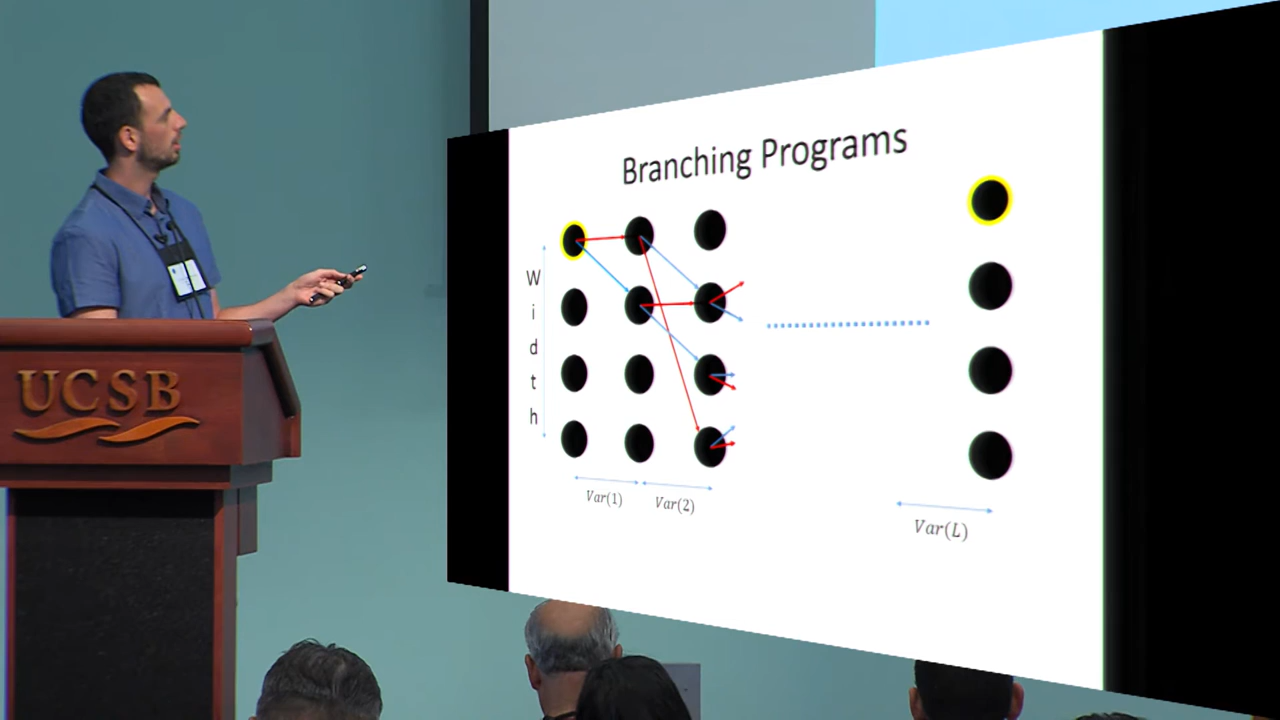 Branching Programs
W
i
d
t
h
Var(1)
Var(2)
Var(L)
UCSB